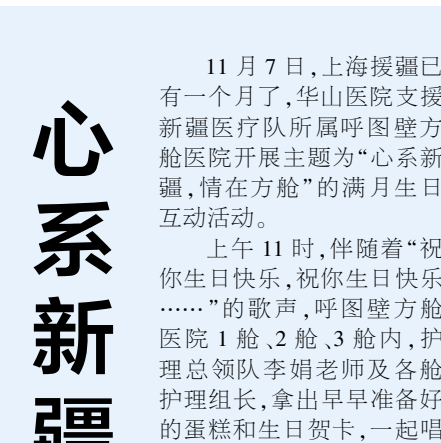 心系新疆
11月7日,上海援疆已
有一个月了,华山医院支援
新疆医疗队所属呼图壁方
舱医院开展主题为“心系新
疆,情在方舱”的满月生日
互动活动。
上午11时,伴随着“祝
你生日快乐,祝你生日快乐
……”的歌声,呼图壁方舱
医院1舱、2舱、3舱内,护
理总领队李娟老师及各舱
护理组长,拿出早早准备好
的蛋糕和生日贺卡,一起唱